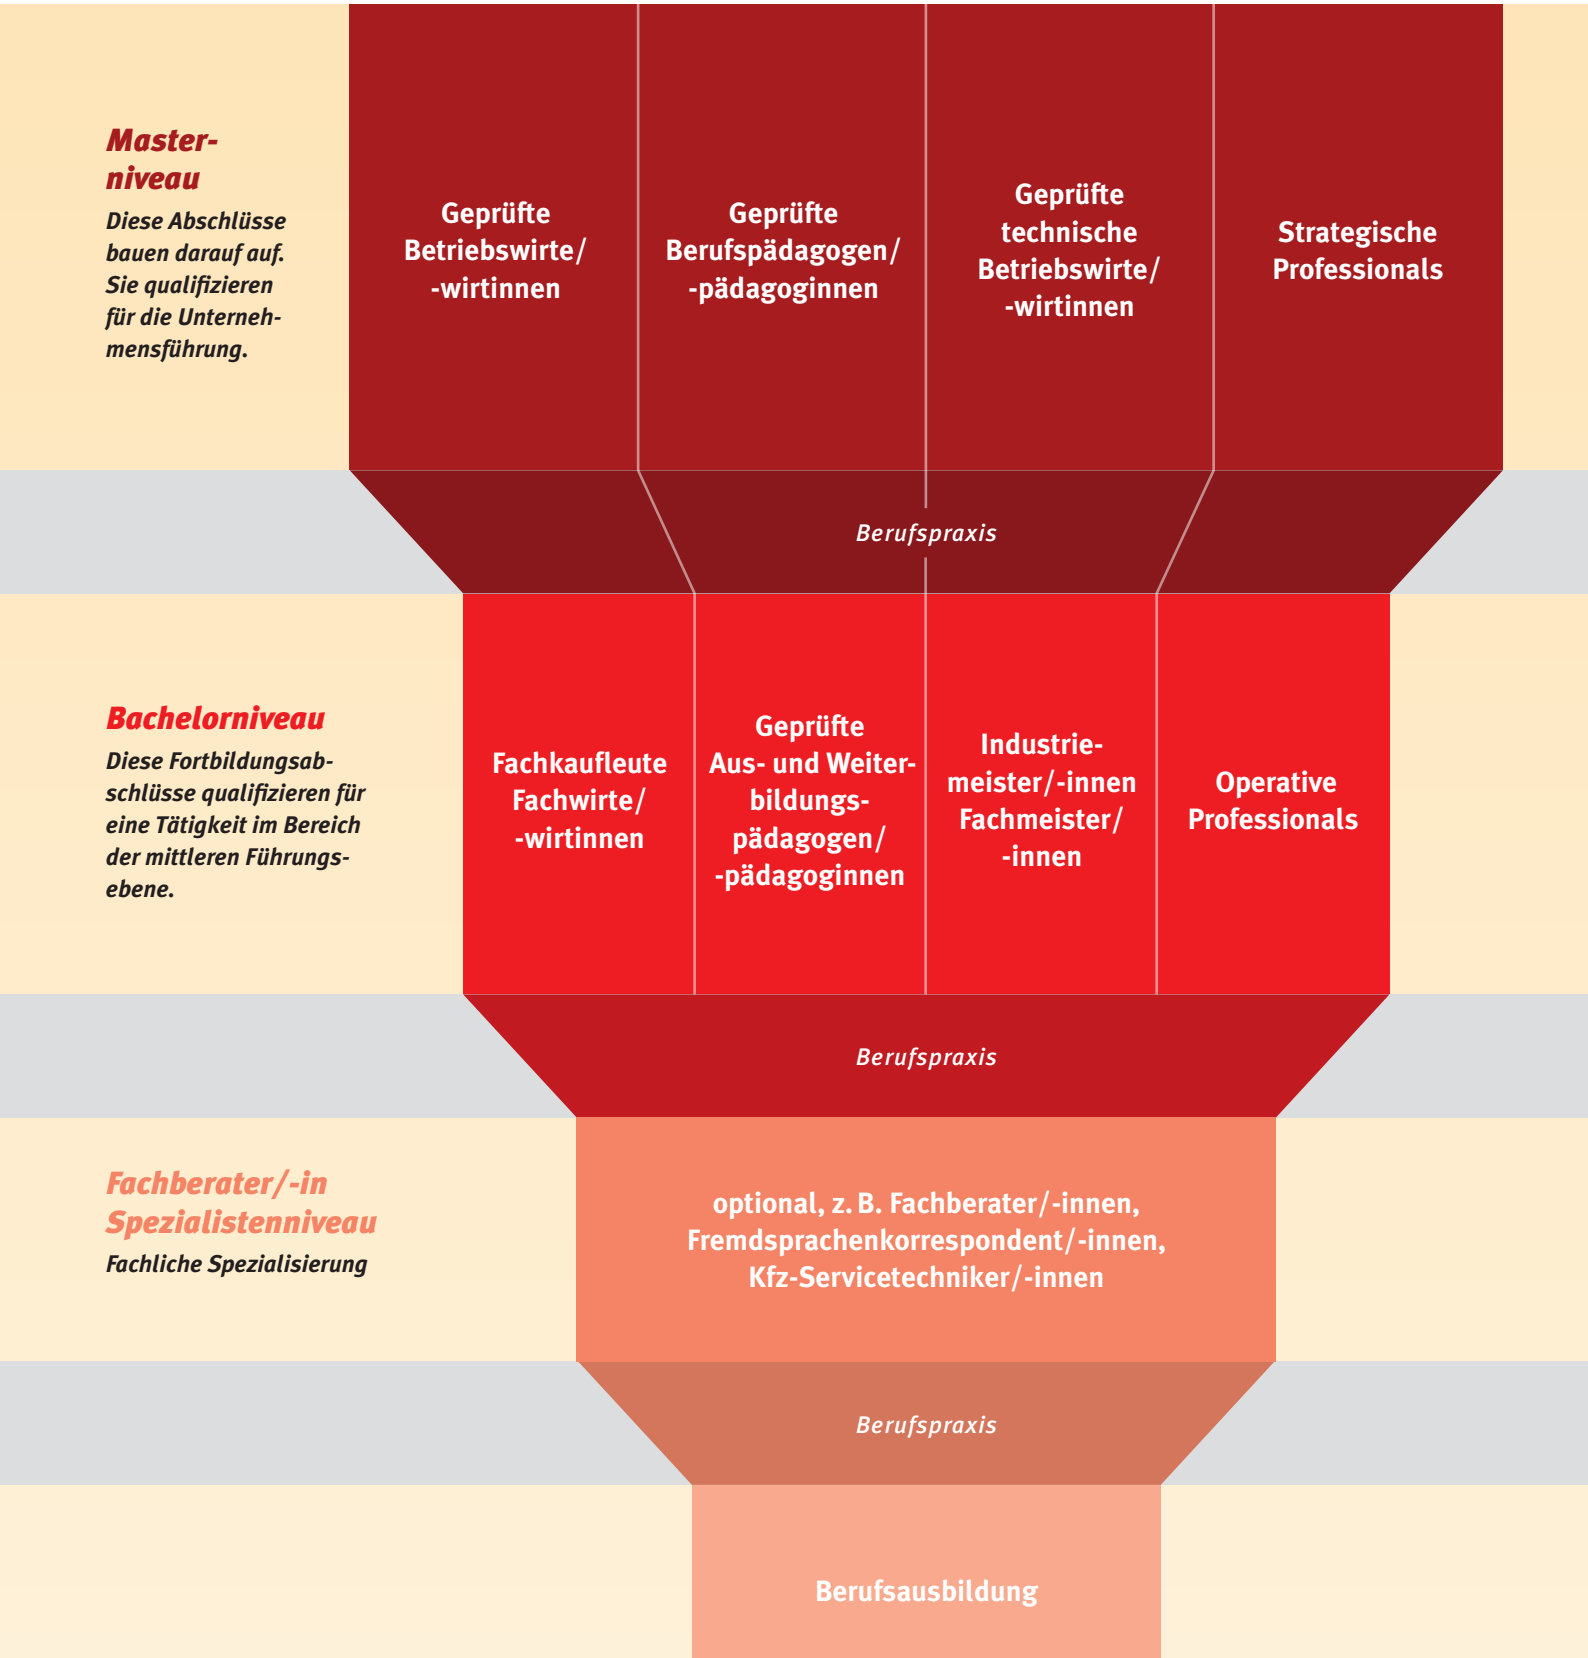 Master-
niveau
Diese Abschlüsse
bauen darauf auf.
Sie qualifizieren
für die Unterneh-
mensführung.
Geprüfte
Betriebswirte/
-wirtinnen
Geprüfte
Berufspädagogen/
-pädagoginnen
Geprüfte
technische
Betriebswirte/
-wirtinnen
Strategische
Professionals
Berufspraxis
Bachelorniveau
Diese Fortbildungsab-
schlüsse qualifizieren für
eine Tätigkeit im Bereich
der mittleren Führungs-
ebene.
Fachkaufleute
Fachwirte/
-wirtinnen
Geprüfte
Aus- und Weiter-
bildungs-
pädagogen/
-pädagoginnen
Industrie-
meister/-innen
Fachmeister/
-innen
Operative
Professionals
Berufspraxis
Fachberater/-in
Spezialistenniveau
Fachliche Spezialisierung
optional, z. B. Fachberater/-innen,
Fremdsprachenkorrespondent/-innen,
Kfz-Servicetechniker/-innen
Berufspraxis
Berufsausbildung